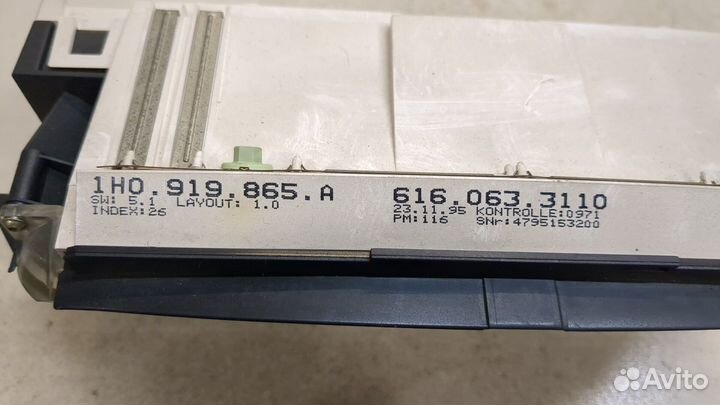 1H0.919.865.A
SW: 5.1 LAYOUT: 1.0
INDEX:26
616.063.3110
23.11.95 KONTROLLE:0971
PM:116 SNr:4795153200
Avito